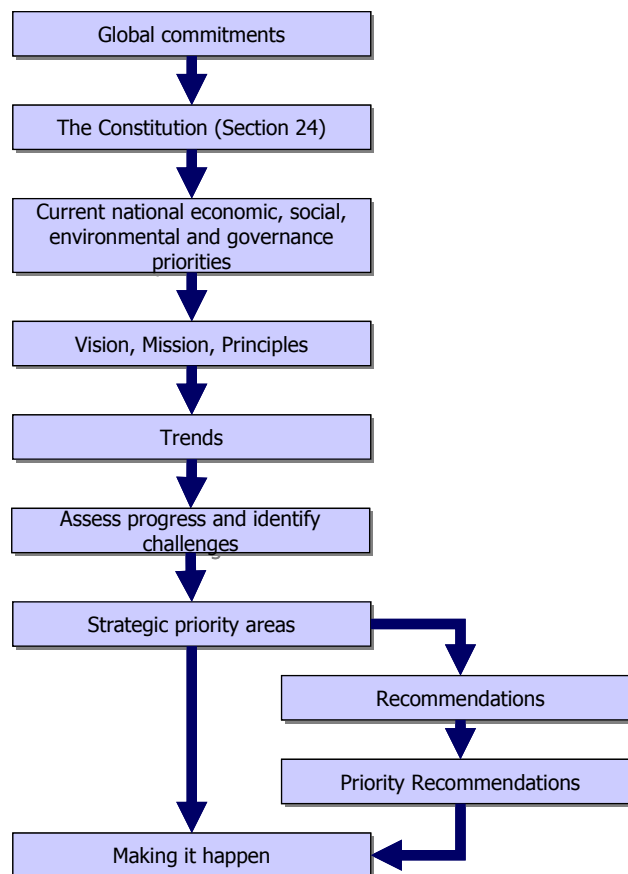 Global commitments
The Constitution (Section 24)
Current national economic, social,
environmental and governance
priorities
Vision, Mission, Principles
Trends
Assess progress and identify
challenges
Strategic priority areas
Recommendations
Priority Recommendations
Making it happen